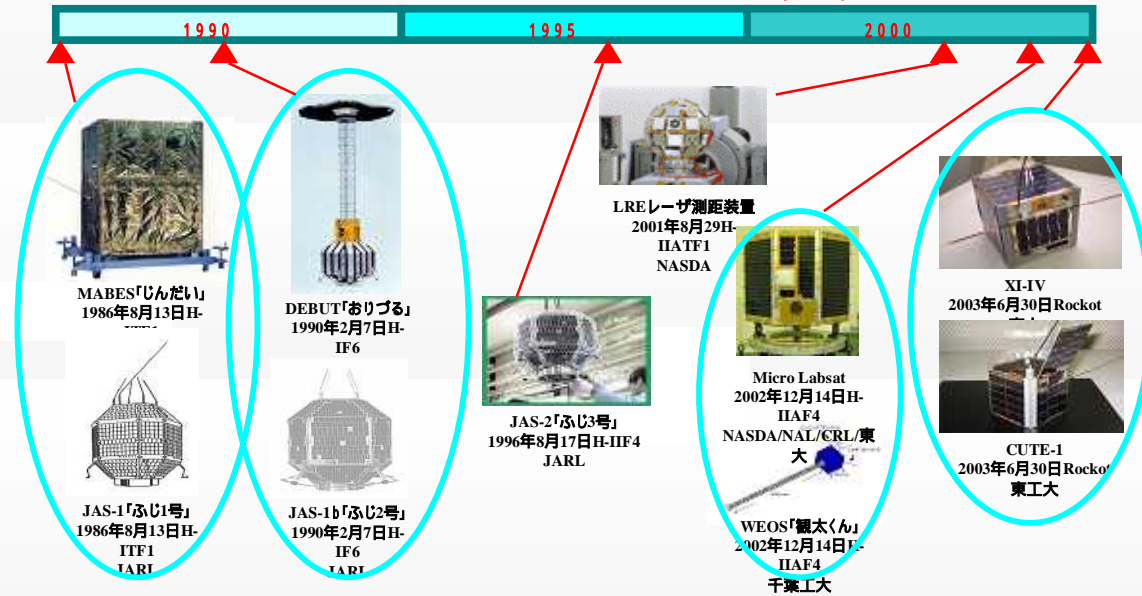 1990
1995
2000
MABES「じんだい」
1986年8月13日H-
JAS-1「ふじ1号」
1986年8月13日H-
ITF1
JARL
DEBUT「おりづる」
1990年2月7日H-
IF6
JAS-1b「ふじ2号」
1990年2月7日H-
IF6
JARL
JAS-2「ふじ3号」
1996年8月17日H-IIF4
JARL
LREレーザ測距装置
2001年8月29日H-
IIATF1
NASDA
Micro Labsat
2002年12月14日H-
IIAF4
NASDA/NAL/CRL/東
大
WEOS「観太くん」
2002年12月14日H-
IIAF4
千葉工大
XI-IV
2003年6月30日Rockot
CUTE-1
2003年6月30日Rockot
東工大